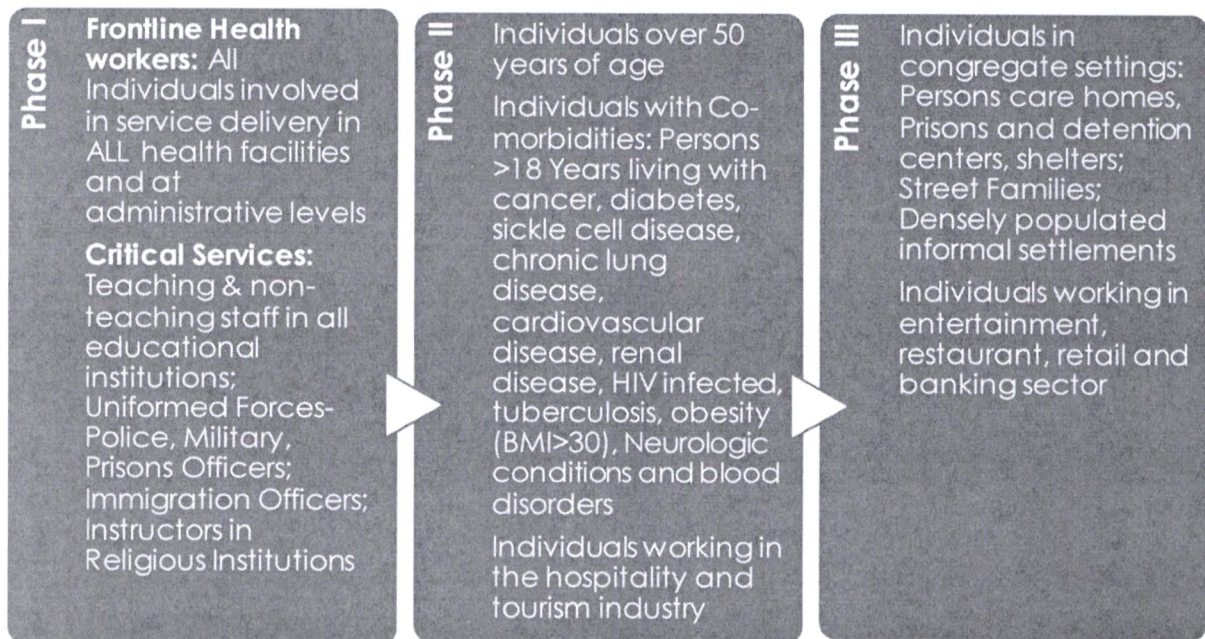 Phase I
Frontline Health
workers: All
Individuals involved
in service delivery in
ALL health facilities
and at
administrative levels
Critical Services:
Teaching & non-
teaching staff in all
educational
institutions;
Uniformed Forces-
Police, Military,
Prisons Officers;
Immigration Officers;
Instructors in
Religious Institutions
Phase II
Individuals over 50
years of age
Individuals with Co-
morbidities: Persons
>18 Years living with
cancer, diabetes,
sickle cell disease,
chronic lung
disease,
cardiovascular
disease, renal
disease, HIV infected,
tuberculosis, obesity
(BMI>30), Neurologic
conditions and blood
disorders
Individuals working in
the hospitality and
tourism industry
Phase III
Individuals in
congregate settings:
Persons care homes,
Prisons and detention
centers, shelters;
Street Families;
Densely populated
informal settlements
Individuals working in
entertainment,
restaurant, retail and
banking sector